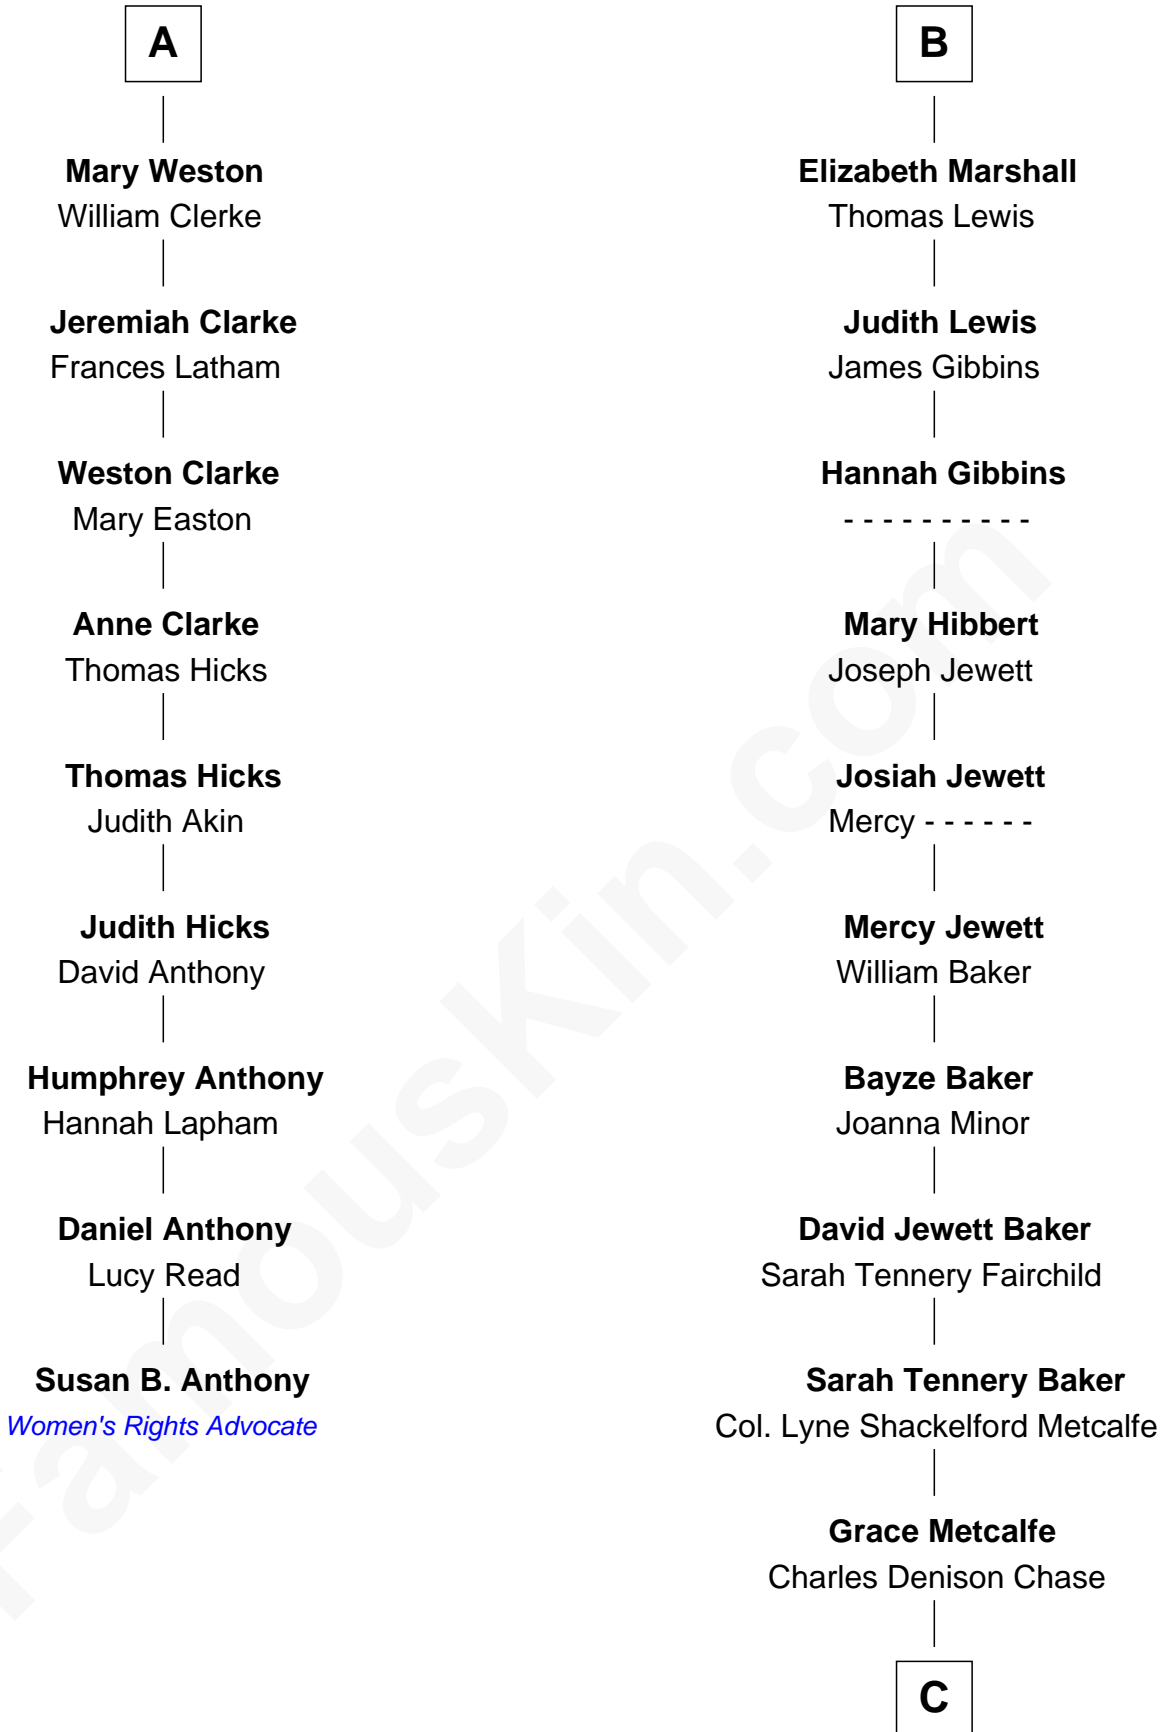 A
Mary Weston
William Clerke
Jeremiah Clarke
Frances Latham
Weston Clarke
Mary Easton
Anne Clarke
Thomas Hicks
Thomas Hicks
Judith Akin
Judith Hicks
David Anthony
Humphrey Anthony
Hannah Lapham
Daniel Anthony
Lucy Read
Susan B. Anthony
Women's Rights Advocate
B
Elizabeth Marshall
Thomas Lewis
Judith Lewis
James Gibbins
Hannah Gibbins
- - - - - - - - - -
Mary Hibbert
Joseph Jewett
Josiah Jewett
Mercy - - - - - -
Mercy Jewett
William Baker
Bayze Baker
Joanna Minor
David Jewett Baker
Sarah Tennery Fairchild
Sarah Tennery Baker
Col. Lyne Shackelford Metcalfe
Grace Metcalfe
Charles Denison Chase
C
FamousKin.com